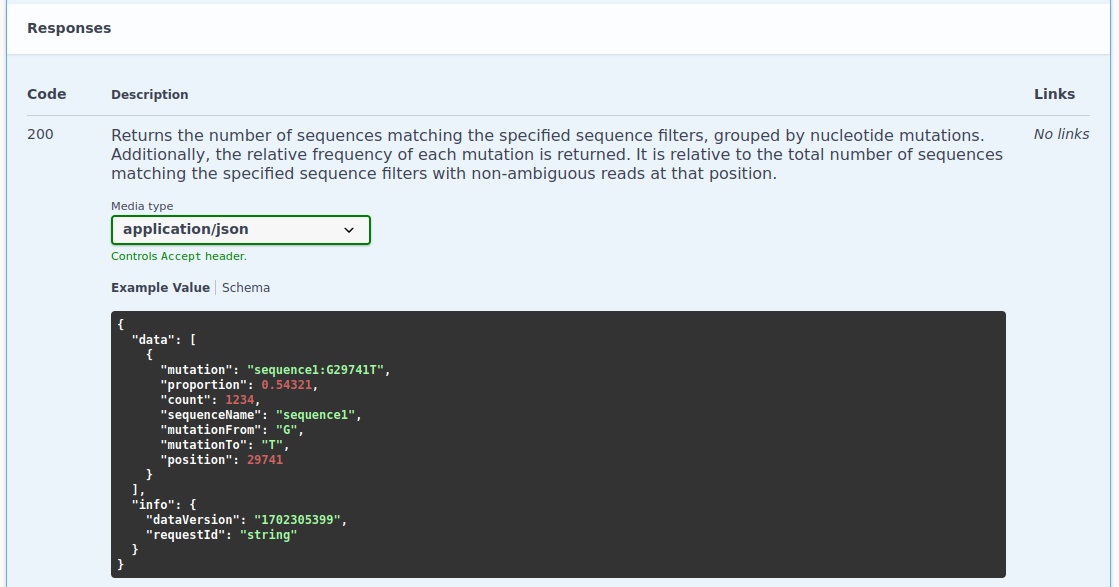 Responses
Code Description Links
200 Returns the number of sequences matching the specified sequence filters, grouped by nucleotide mutations. No links
Additionally, the relative frequency of each mutation is returned. It is relative to the total number of sequences
matching the specified sequence filters with non-ambiguous reads at that position.
Media type
application/json
Controls Accept header.
Example Value Schema
{
  "data": [
    {
      "mutation": "sequence1:G29741T",
      "proportion": 0.54321,
      "count": 1234,
      "sequenceName": "sequence1",
      "mutationFrom": "G",
      "mutationTo": "T",
      "position": 29741
    }
  ],
  "info": {
    "dataVersion": "1702305399",
    "requestId": "string"
  }
}